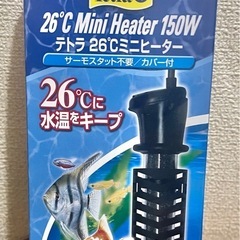 Tetra
26℃ Mini Heater 150W
テトラ 26℃ミニヒーター
サーモスタット不要／カバー付
26℃に
水温をキープ